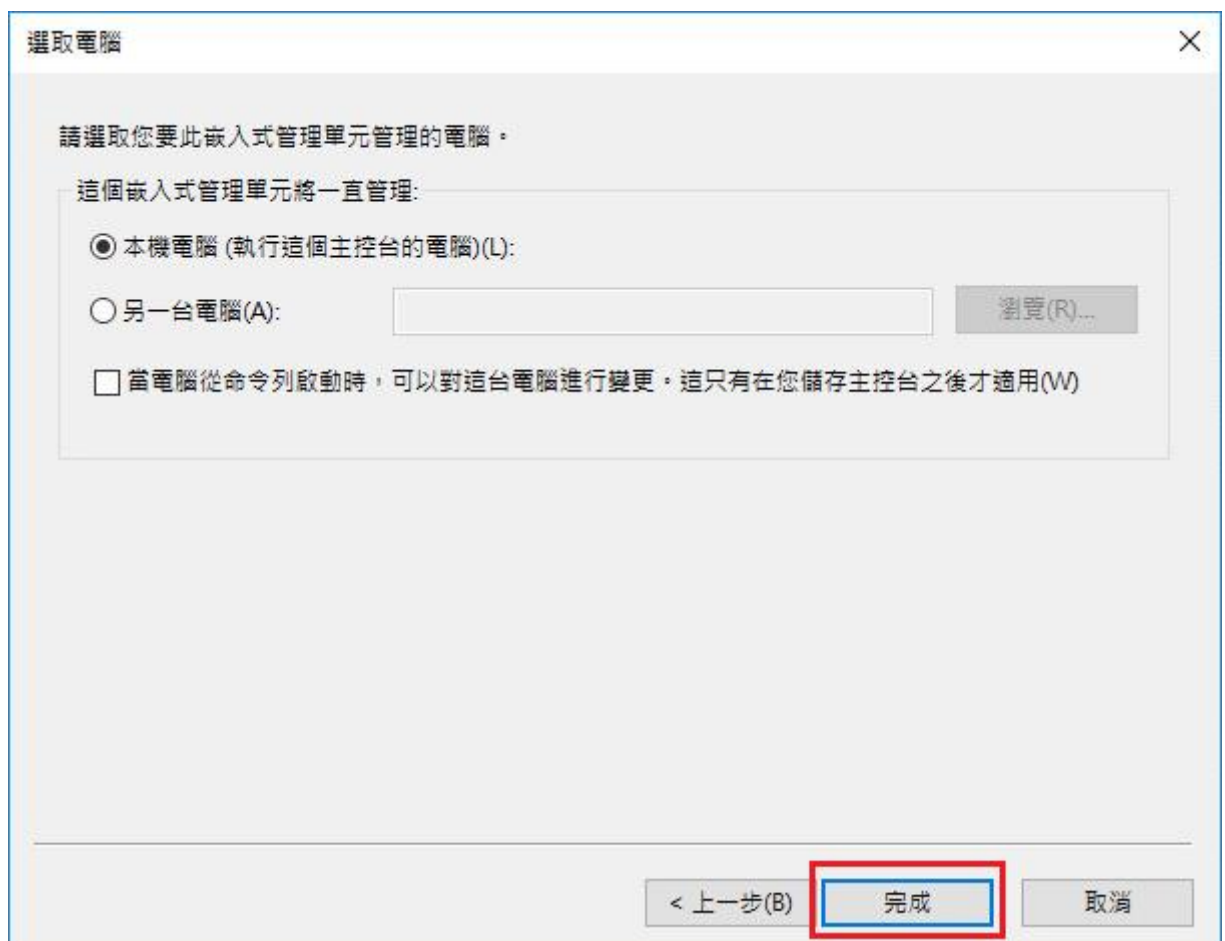 選取電腦
請選取您要此嵌入式管理單元管理的電腦。
這個嵌入式管理單元將一直管理:
本機電腦 (執行這個主控台的電腦)(L):
另一台電腦(A):
瀏覽(R)...
當電腦從命令列啟動時，可以對這台電腦進行變更。這只有在您儲存主控台之後才適用(W)
< 上一步(B)
完成
取消